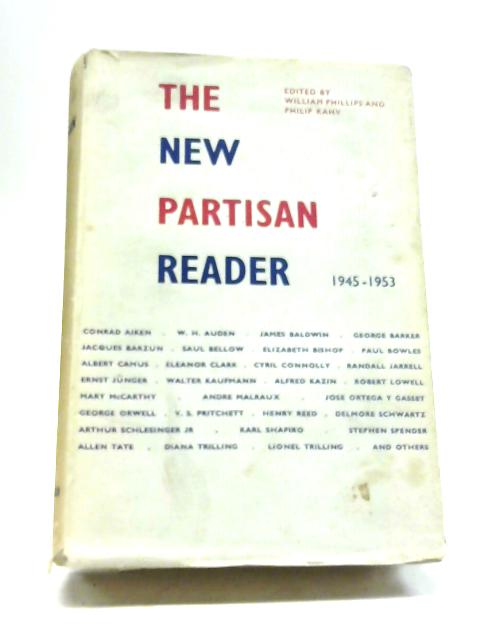 THE
EDITED BY
WILLIAM PHILLIPS AND
PHILIP RAHV
NEW
PARTISAN
READER
1945-1953
CONRAD AIKEN . W. H. AUDEN . JAMES BALDWIN . GEORGE BARKER
JACQUES BARZUN . SAUL BELLOW . ELIZABETH BISHOP . PAUL BOWLES
ALBERT CAMUS . ELEANOR CLARK . CYRIL CONNOLLY . RANDALL JARRELL
ERNST JÜNGER . WALTER KAUFMANN . ALFRED KAZIN . ROBERT LOWELL
MARY McCARTHY . ANDRE MALRAUX . JOSE ORTEGA Y GASSET
GEORGE ORWELL . V. S. PRITCHETT . HENRY REED . DELMORE SCHWARTZ
ARTHUR SCHLESINGER JR . KARL SHAPIRO . STEPHEN SPENDER
ALLEN TATE . DIANA TRILLING . LIONEL TRILLING . AND OTHERS